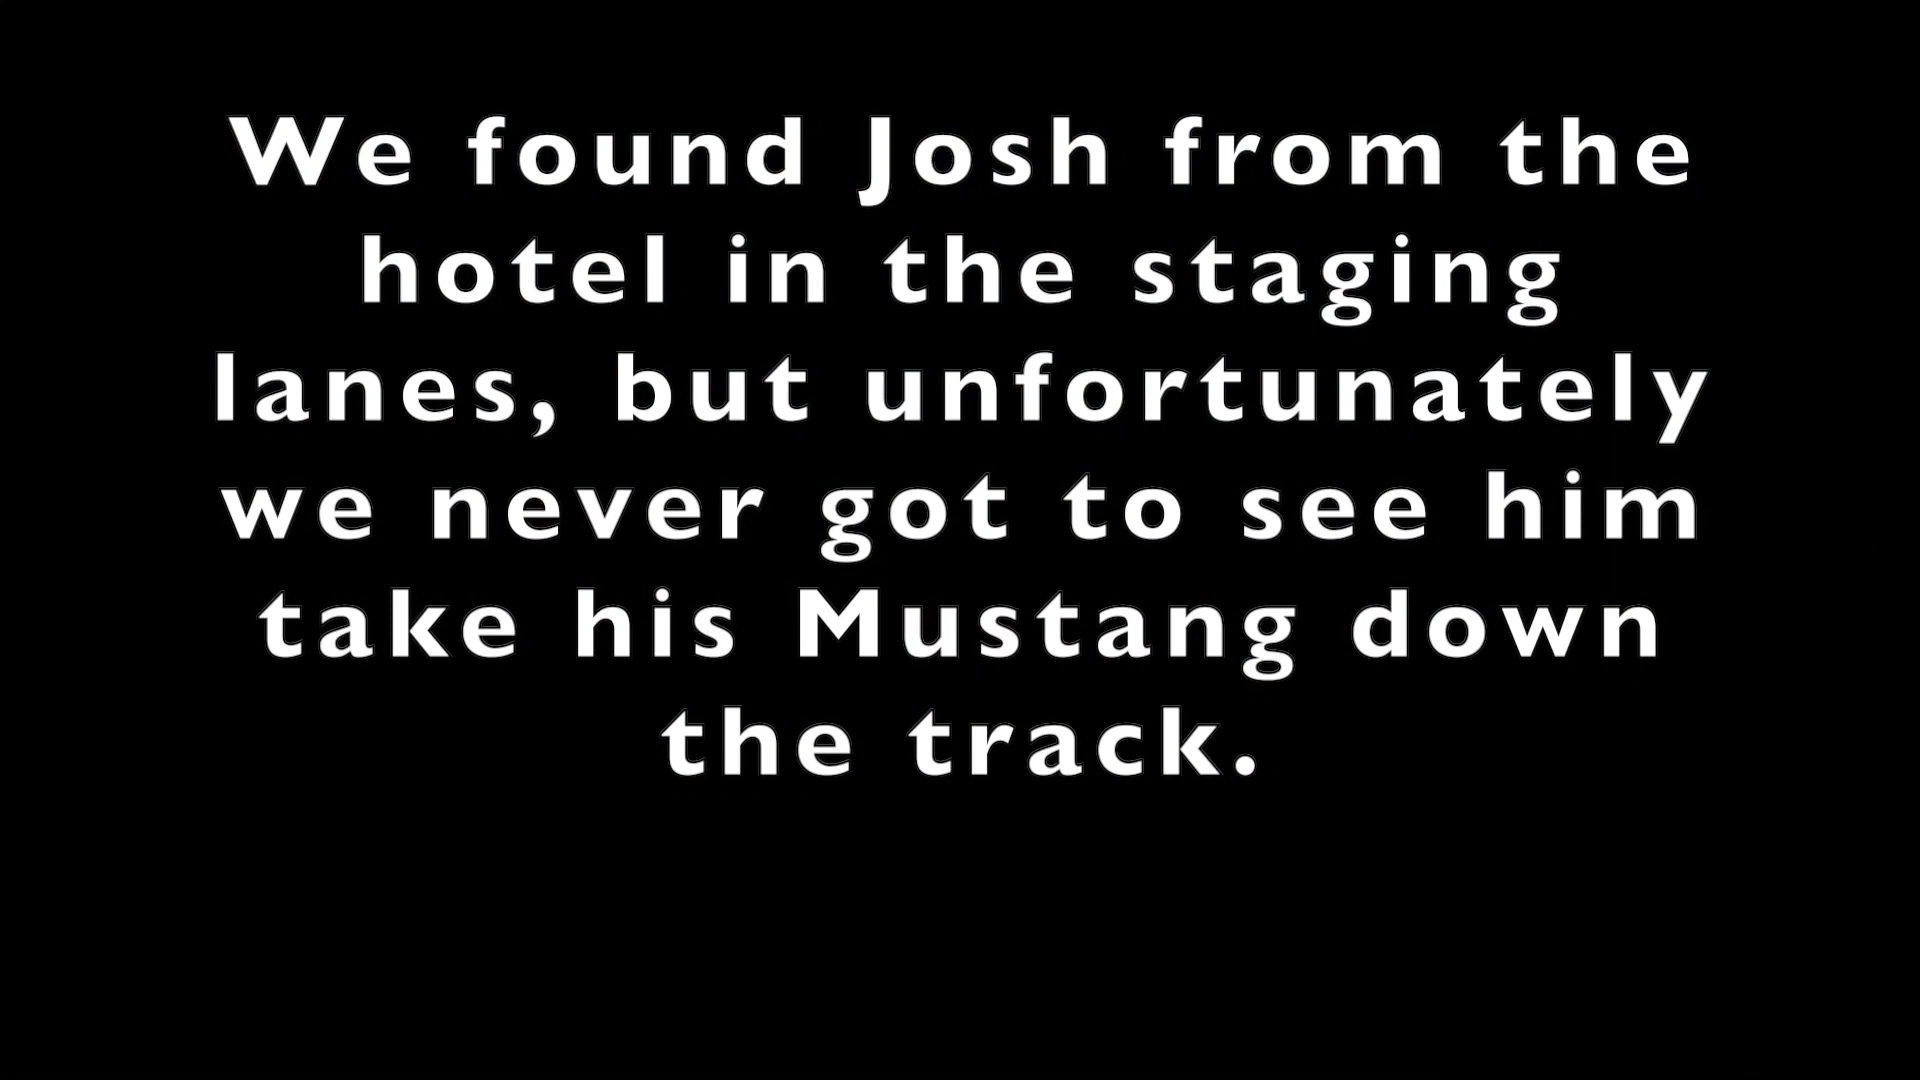 We found Josh from the
hotel in the staging
lanes, but unfortunately
we never got to see him
take his Mustang down
the track.